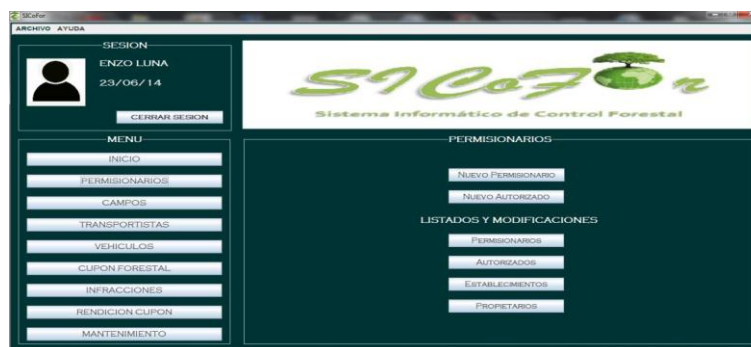 SICoFor
ARCHIVO AYUDA
SESION
ENZO LUNA
23/06/14
CERRAR SESION
SICoFor
Sistema Informático de Control Forestal
MENU
INICIO
PERMISIONARIOS
CAMPOS
TRANSPORTISTAS
VEHICULOS
CUPON FORESTAL
INFRACCIONES
RENDICION CUPON
MANTENIMIENTO
PERMISIONARIOS
NUEVO PERMISIONARIO
NUEVO AUTORIZADO
LISTADOS Y MODIFICACIONES
PERMISIONARIOS
AUTORIZADOS
ESTABLECIMIENTOS
PROPIETARIOS